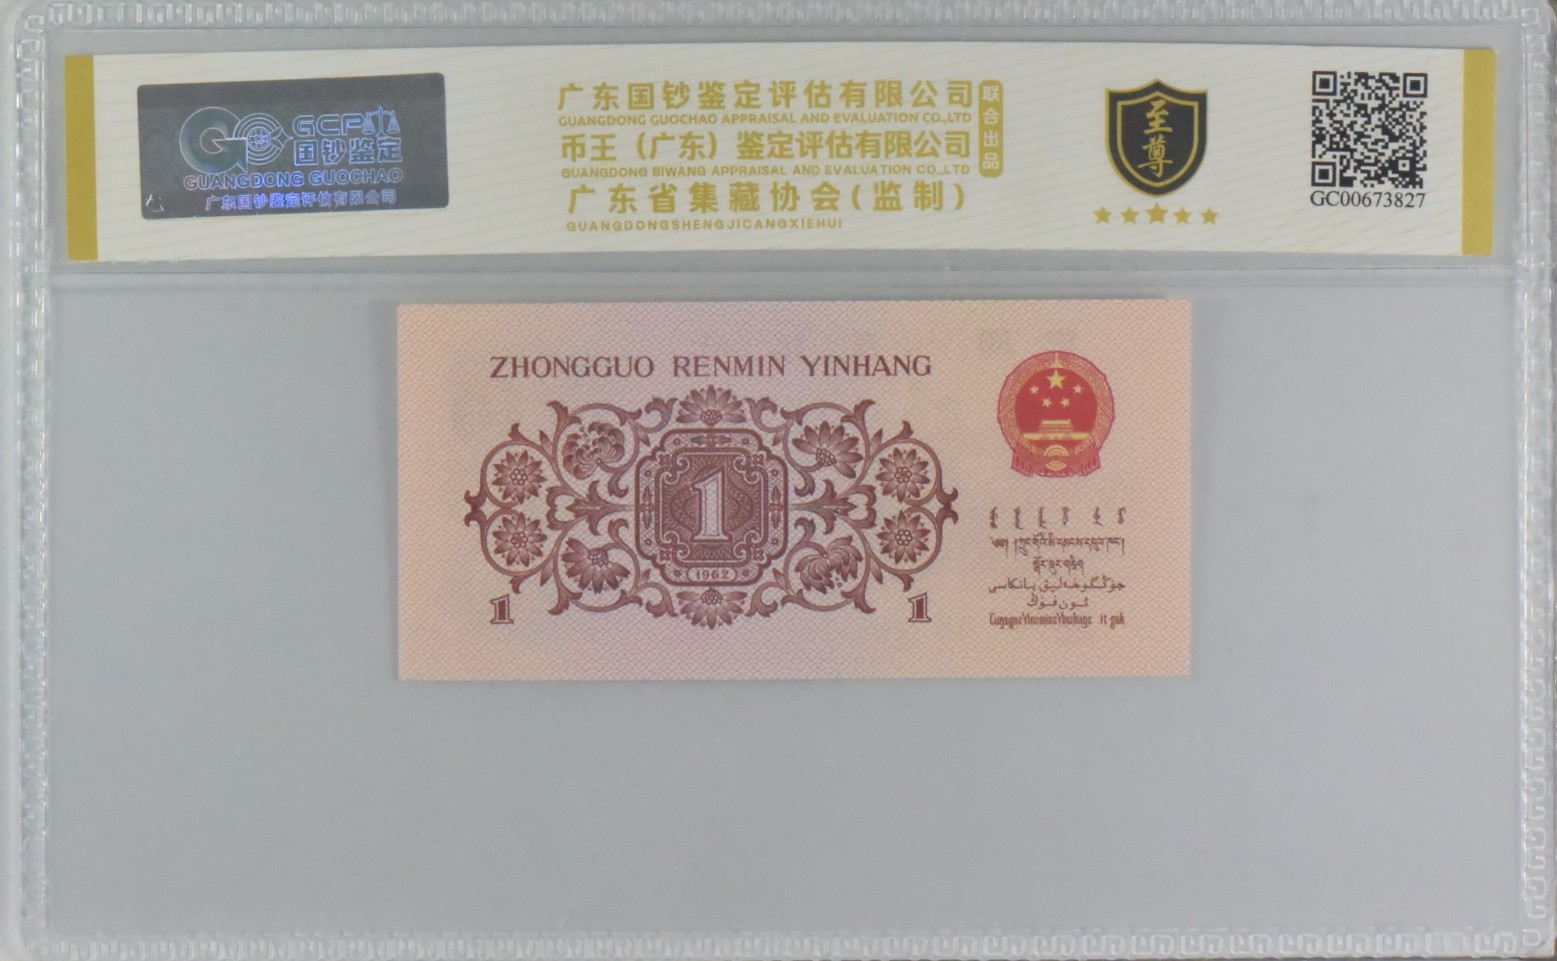 GCP
国钞鉴定
GUANGDONG GUOCHAO
广东国钞鉴定评估有限公司
广东国钞鉴定评估有限公司
GUANGDONG GUOCHAO APPRAISAL AND EVALUATION CO.,LTD
币王（广东）鉴定评估有限公司
GUANGDONG BIWANG APPRAISAL AND EVALUATION CO.,LTD
广东省集藏协会(监制)
GUANGDONGSHENGJICANGXIEHUI
联合出品
至尊
GC00673827
ZHONGGUO RENMIN YINHANG
1
(1962)
1
1